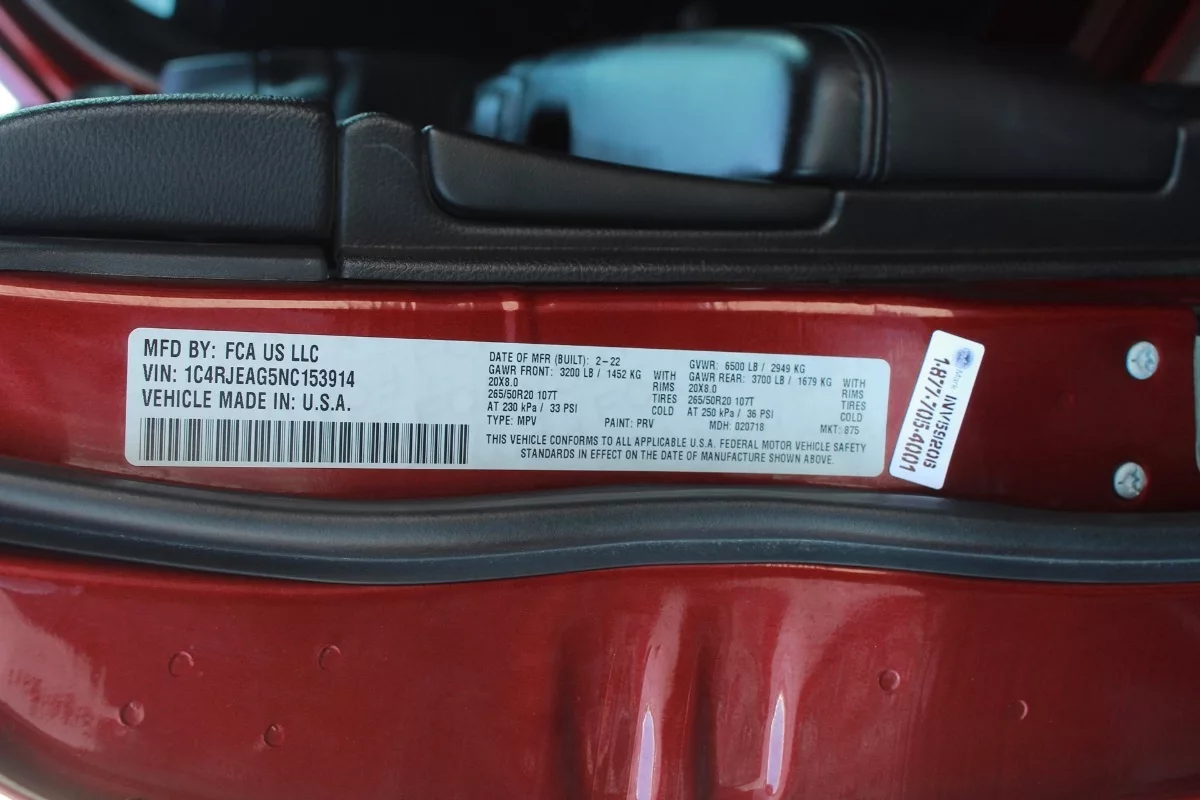 MFD BY: FCA US LLC
VIN: 1C4RJEAG5NC153914
VEHICLE MADE IN: U.S.A.
DATE OF MFR (BUILT): 2-22
GVWR: 6500 LB / 2949 KG
GAWR FRONT: 3200 LB / 1452 KG WITH
GAWR REAR: 3700 LB / 1679 KG WITH
20X8.0 RIMS
20X8.0 RIMS
265/50R20 107T TIRES
265/50R20 107T TIRES
AT 230 kPa / 33 PSI COLD
AT 250 kPa / 36 PSI COLD
TYPE: MPV
PAINT: PRV
MDH: 020718
MKT: 875
THIS VEHICLE CONFORMS TO ALL APPLICABLE U.S.A. FEDERAL MOTOR VEHICLE SAFETY
STANDARDS IN EFFECT ON THE DATE OF MANUFACTURE SHOWN ABOVE.
1-877-705-4001